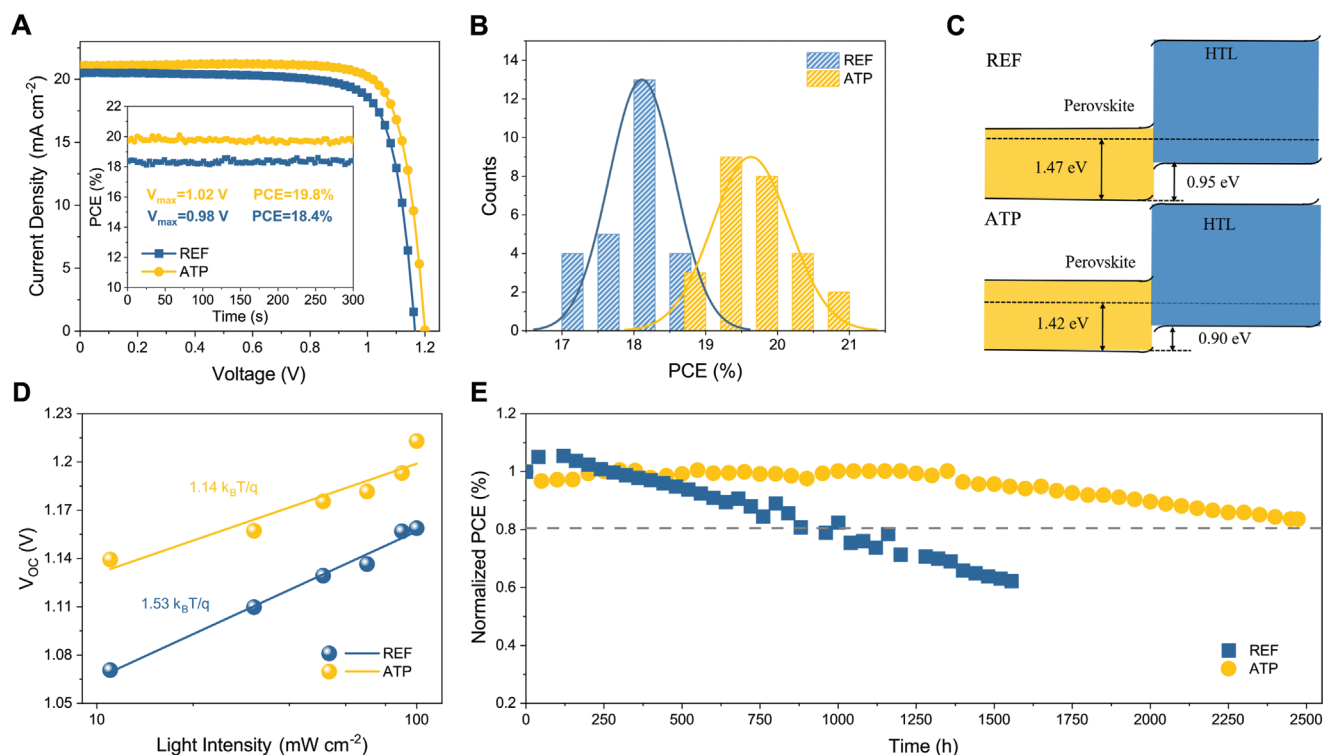 A
Current Density (mA cm⁻²)
20
15
10
5
0
0.0
0.2
0.4
0.6
0.8
1
1.2
Voltage (V)
PCE (%)
22
20
18
16
14
12
10
Vmax=1.02 V PCE=19.8%
Vmax=0.98 V PCE=18.4%
REF
ATP
0 50 100 150 200 250 300
Time (s)
B
Counts
14
12
10
8
6
4
2
0
REF
ATP
17 18 19 20 21
PCE (%)
C
REF
HTL
Perovskite
1.47 eV
0.95 eV
ATP
HTL
Perovskite
1.42 eV
0.90 eV
D
VOC (V)
1.23
1.2
1.17
1.14
1.11
1.08
1.05
1.14 kBT/q
1.53 kBT/q
REF
ATP
10 100
Light Intensity (mW cm⁻²)
E
Normalized PCE (%)
1.2
1
0.8
0.6
0.4
0.2
REF
ATP
0 250 500 750 1000 1250 1500 1750 2000 2250 2500
Time (h)